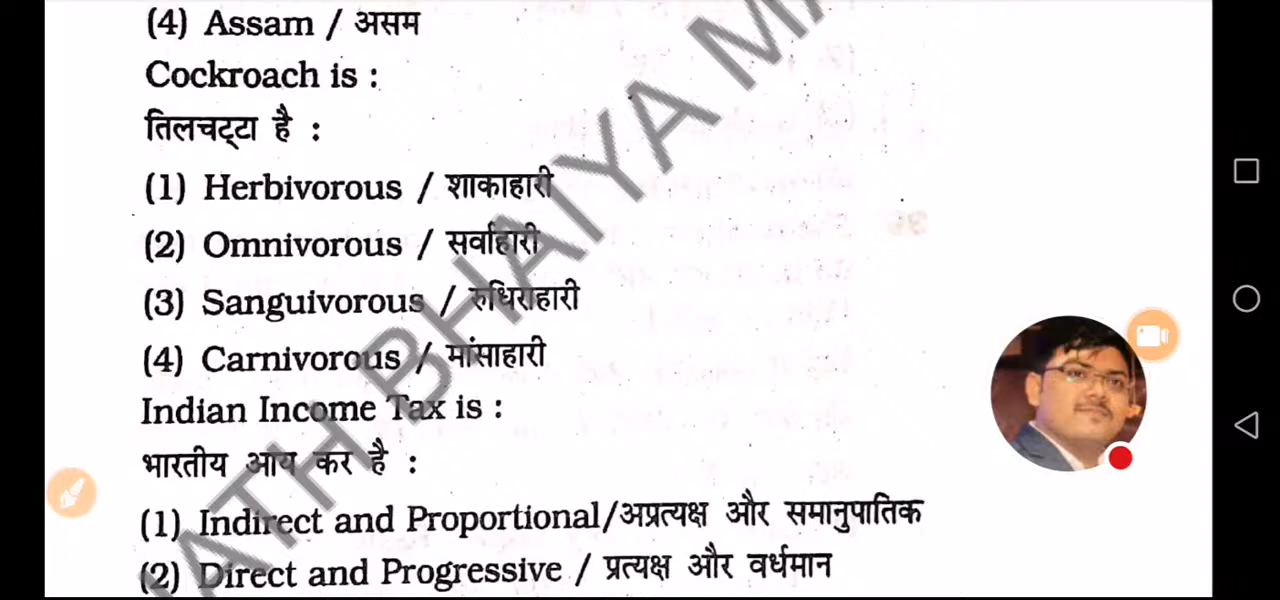 (4) Assam / असम
Cockroach is :
तिलचट्टा है :
(1) Herbivorous / शाकाहारी
(2) Omnivorous / सर्वाहारी
(3) Sanguivorous / रुधिराहारी
(4) Carnivorous / मांसाहारी
Indian Income Tax is :
भारतीय आय कर है :
(1) Indirect and Proportional/अप्रत्यक्ष और समानुपातिक
(2) Direct and Progressive / प्रत्यक्ष और वर्धमान
BHAIYA